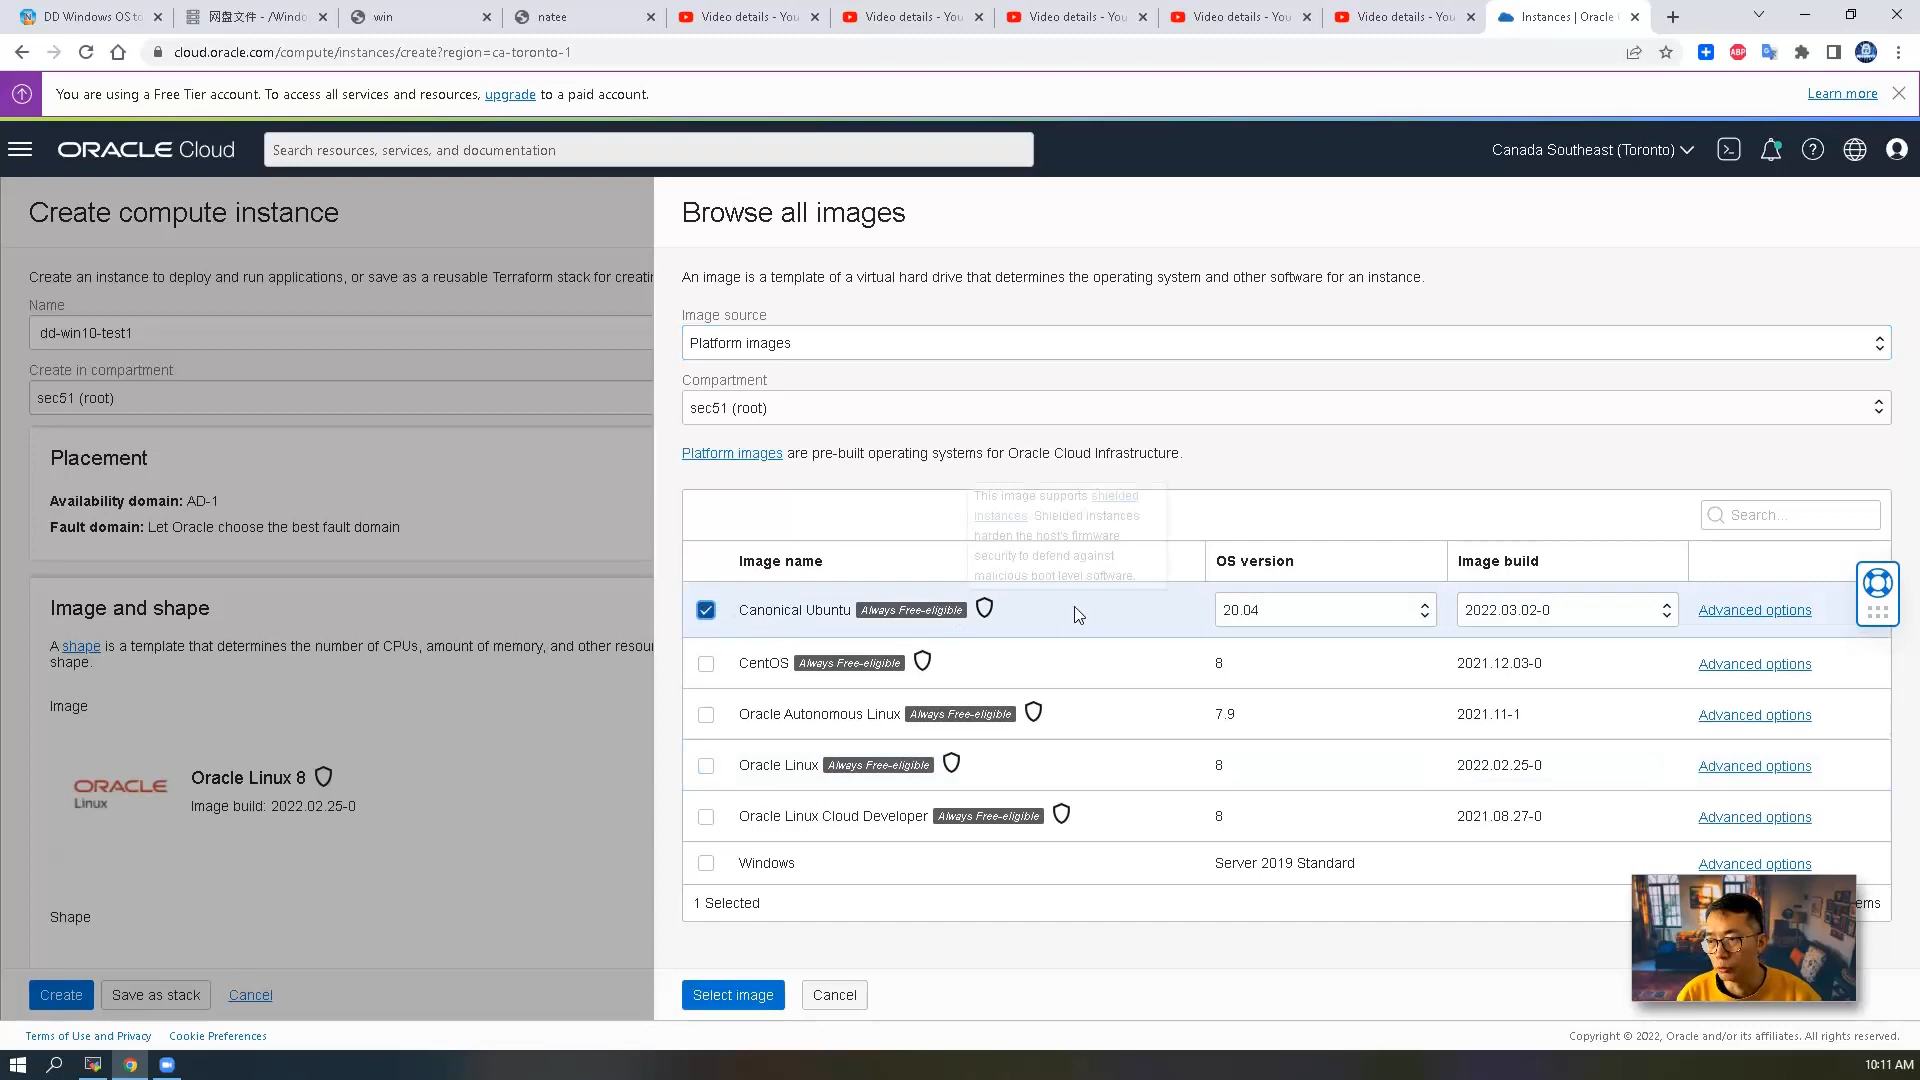 DD Windows OS to
网盘文件 - /Windo
win
natee
Video details - You
Video details - You
Video details - You
Video details - You
Video details - You
Instances | Oracle
cloud.oracle.com/compute/instances/create?region=ca-toronto-1
ABP
You are using a Free Tier account. To access all services and resources, upgrade to a paid account.
Learn more
ORACLE Cloud
Search resources, services, and documentation
Canada Southeast (Toronto)
Create compute instance
Create an instance to deploy and run applications, or save as a reusable Terraform stack for creati
Name
dd-win10-test1
Create in compartment
sec51 (root)
Placement
Availability domain: AD-1
Fault domain: Let Oracle choose the best fault domain
Image and shape
A shape is a template that determines the number of CPUs, amount of memory, and other resou
shape.
Image
ORACLE
Linux
Oracle Linux 8
Image build: 2022.02.25-0
Shape
Create
Save as stack
Cancel
Browse all images
An image is a template of a virtual hard drive that determines the operating system and other software for an instance.
Image source
Platform images
Compartment
sec51 (root)
Platform images are pre-built operating systems for Oracle Cloud Infrastructure.
This image supports shielded
instances. Shielded instances
harden the host's firmware
security to defend against
malicious boot level software.
Search...
Image name
OS version
Image build
Canonical Ubuntu Always Free-eligible
20.04
2022.03.02-0
Advanced options
CentOS Always Free-eligible
8
2021.12.03-0
Advanced options
Oracle Autonomous Linux Always Free-eligible
7.9
2021.11-1
Advanced options
Oracle Linux Always Free-eligible
8
2022.02.25-0
Advanced options
Oracle Linux Cloud Developer Always Free-eligible
8
2021.08.27-0
Advanced options
Windows
Server 2019 Standard
Advanced options
1 Selected
ems
Select image
Cancel
Terms of Use and Privacy
Cookie Preferences
Copyright © 2022, Oracle and/or its affiliates. All rights reserved.
10:11 AM